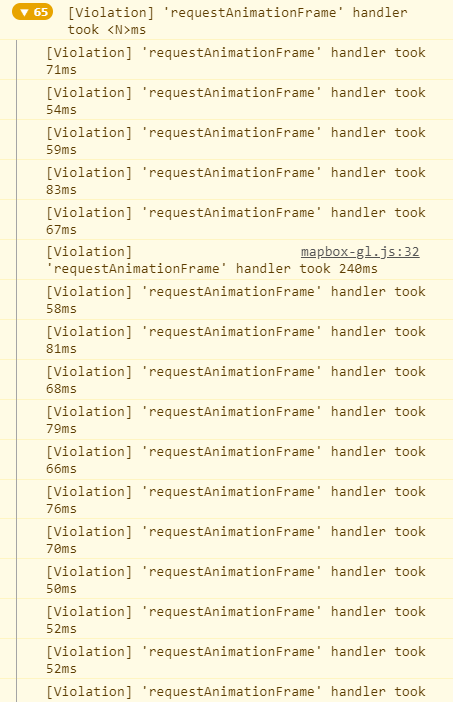 ▼ 65 [Violation] 'requestAnimationFrame' handler
took <N>ms
[Violation] 'requestAnimationFrame' handler took
71ms
[Violation] 'requestAnimationFrame' handler took
54ms
[Violation] 'requestAnimationFrame' handler took
59ms
[Violation] 'requestAnimationFrame' handler took
83ms
[Violation] 'requestAnimationFrame' handler took
67ms
[Violation] mapbox-gl.js:32
'requestAnimationFrame' handler took 240ms
[Violation] 'requestAnimationFrame' handler took
58ms
[Violation] 'requestAnimationFrame' handler took
81ms
[Violation] 'requestAnimationFrame' handler took
68ms
[Violation] 'requestAnimationFrame' handler took
79ms
[Violation] 'requestAnimationFrame' handler took
66ms
[Violation] 'requestAnimationFrame' handler took
76ms
[Violation] 'requestAnimationFrame' handler took
70ms
[Violation] 'requestAnimationFrame' handler took
50ms
[Violation] 'requestAnimationFrame' handler took
52ms
[Violation] 'requestAnimationFrame' handler took
52ms
[Violation] 'requestAnimationFrame' handler took